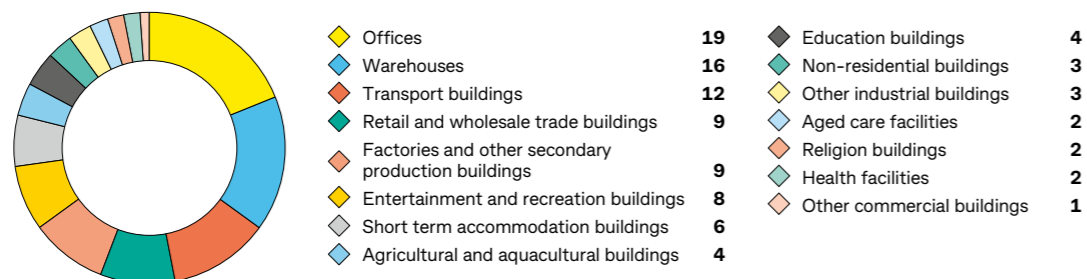 Offices 19
Warehouses 16
Transport buildings 12
Retail and wholesale trade buildings 9
Factories and other secondary
production buildings 9
Entertainment and recreation buildings 8
Short term accommodation buildings 6
Agricultural and aquacultural buildings 4
Education buildings 4
Non-residential buildings 3
Other industrial buildings 3
Aged care facilities 2
Religion buildings 2
Health facilities 2
Other commercial buildings 1